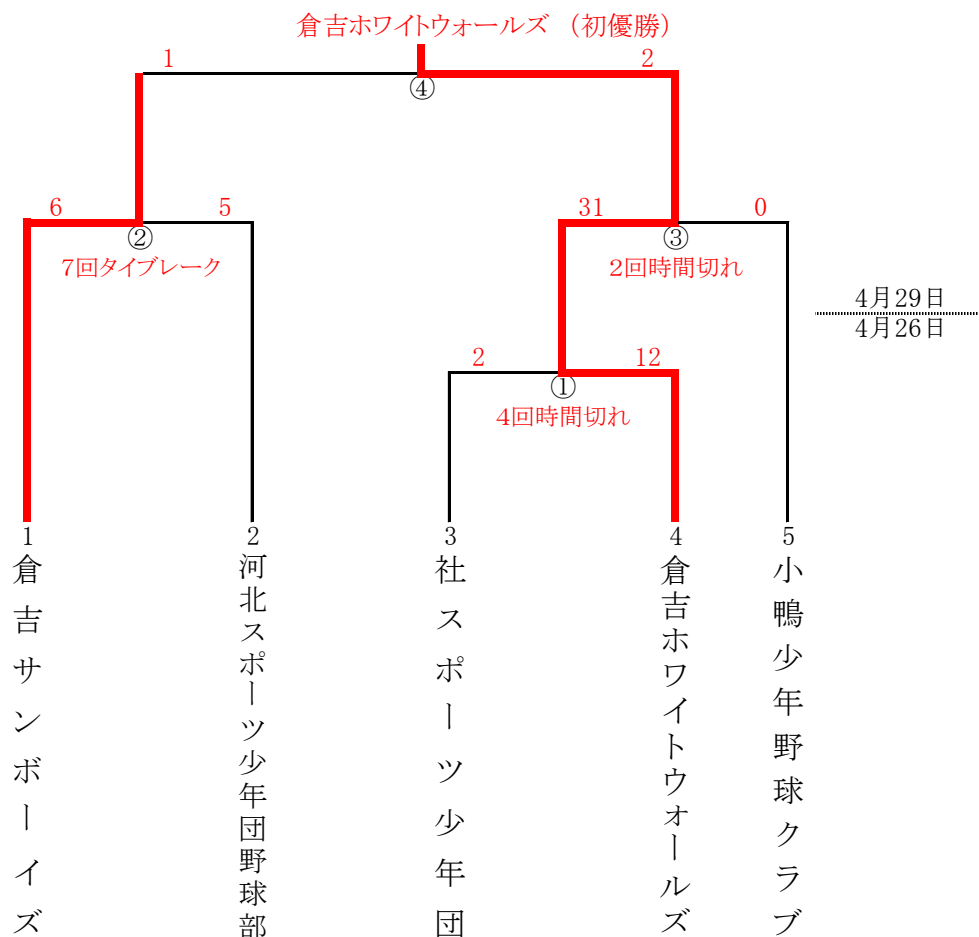 倉吉ホワイトウォールズ （初優勝）
1
2
④
6
5
31
0
②
③
7回タイブレーク
2回時間切れ
4月29日
4月26日
2
12
①
4回時間切れ
1
2
3
4
5
倉吉サンボーイズ
河北スポーツ少年団野球部
社スポーツ少年団
倉吉ホワイトウォールズ
小鴨少年野球クラブ